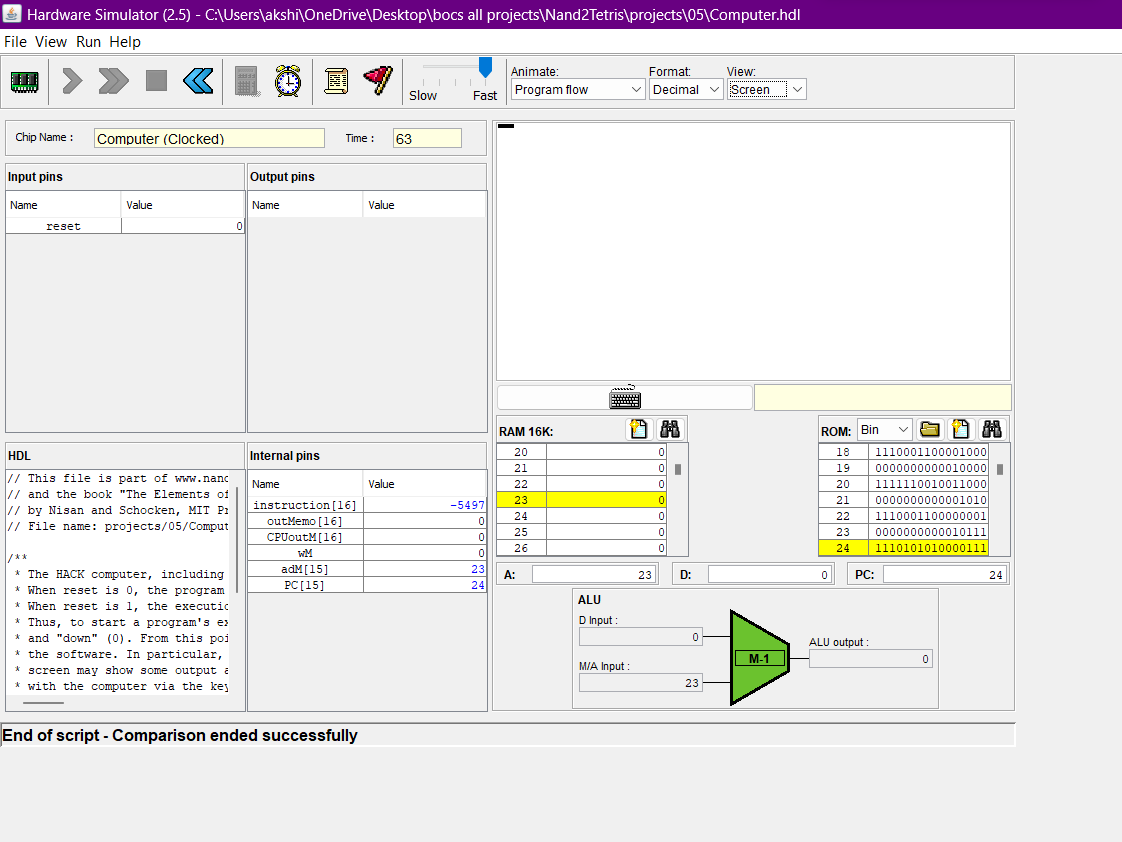 Hardware Simulator (2.5) - C:\Users\akshi\OneDrive\Desktop\bocs all projects\Nand2Tetris\projects\05\Computer.hdl
File View Run Help
Slow Fast
Animate: Format: View:
Program flow Decimal Screen
Chip Name : Computer (Clocked) Time : 63
Input pins
Name Value
reset 0
Output pins
Name Value
HDL
// This file is part of www.nand
// and the book "The Elements of
// by Nisan and Schocken, MIT Pr
// File name: projects/05/Comput
/**
* The HACK computer, including
* When reset is 0, the program
* When reset is 1, the executio
* Thus, to start a program's ex
* and "down" (0). From this poi
* the software. In particular,
* screen may show some output a
* with the computer via the key
Internal pins
Name Value
instruction[16] -5497
outMemo[16] 0
CPUoutM[16] 0
wM 0
adM[15] 23
PC[15] 24
RAM 16K:
20 0
21 0
22 0
23 0
24 0
25 0
26 0
ROM: Bin
18 1110001100001000
19 0000000000010000
20 1111110010011000
21 0000000000001010
22 1110001100000001
23 0000000000010111
24 1110101010000111
A: 23 D: 0 PC: 24
ALU
D Input :
0
M/A Input :
23
M-1
ALU output :
0
End of script - Comparison ended successfully